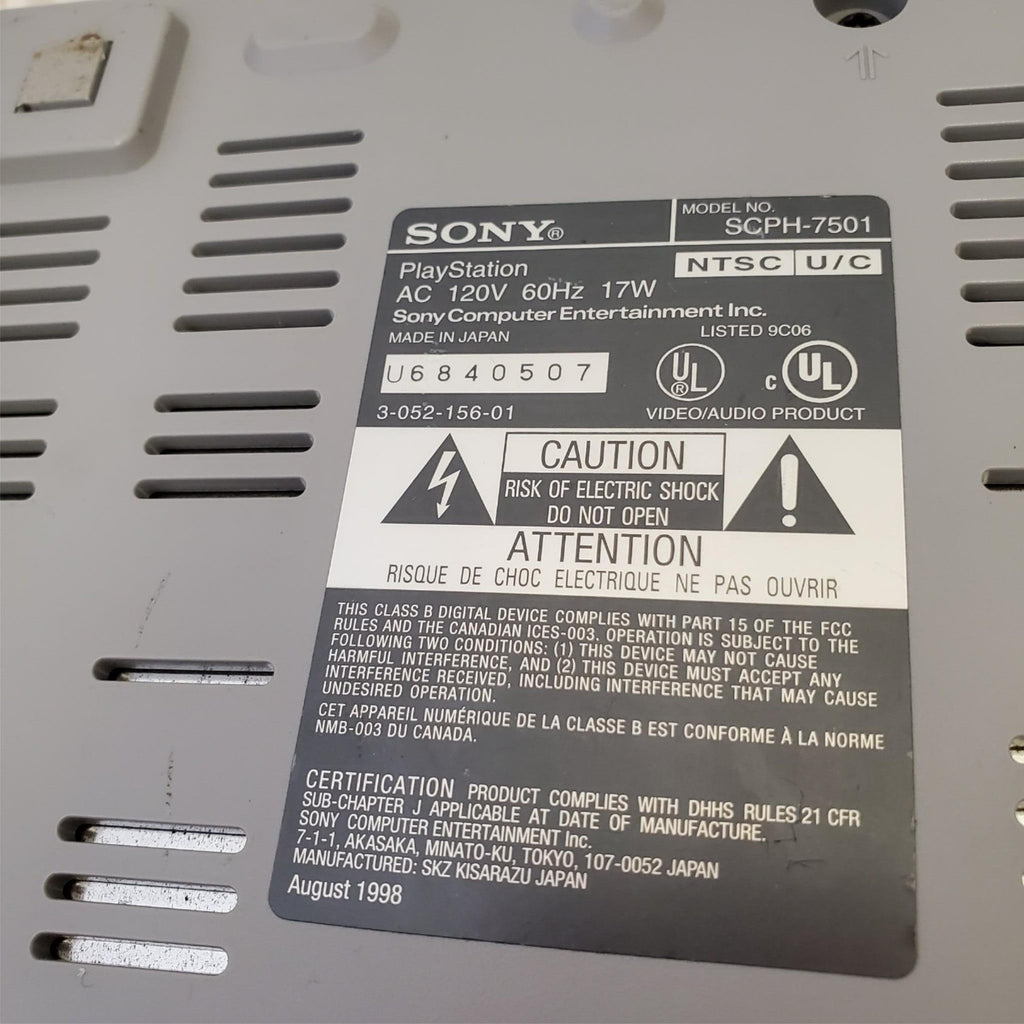 SONY®
MODEL NO.
SCPH-7501
PlayStation
NTSC U/C
AC 120V 60Hz 17W
Sony Computer Entertainment Inc.
MADE IN JAPAN
LISTED 9C06
U6840507
UL®
C UL
3-052-156-01
VIDEO/AUDIO PRODUCT
CAUTION
RISK OF ELECTRIC SHOCK
DO NOT OPEN
ATTENTION
RISQUE DE CHOC ELECTRIQUE NE PAS OUVRIR
THIS CLASS B DIGITAL DEVICE COMPLIES WITH PART 15 OF THE FCC
RULES AND THE CANADIAN ICES-003. OPERATION IS SUBJECT TO THE
FOLLOWING TWO CONDITIONS: (1) THIS DEVICE MAY NOT CAUSE
HARMFUL INTERFERENCE, AND (2) THIS DEVICE MUST ACCEPT ANY
INTERFERENCE RECEIVED, INCLUDING INTERFERENCE THAT MAY CAUSE
UNDESIRED OPERATION.
CET APPAREIL NUMÉRIQUE DE LA CLASSE B EST CONFORME À LA NORME
NMB-003 DU CANADA.
CERTIFICATION PRODUCT COMPLIES WITH DHHS RULES 21 CFR
SUB-CHAPTER J APPLICABLE AT DATE OF MANUFACTURE.
SONY COMPUTER ENTERTAINMENT Inc.
7-1-1, AKASAKA, MINATO-KU, TOKYO, 107-0052 JAPAN
MANUFACTURED: SKZ KISARAZU JAPAN
August 1998